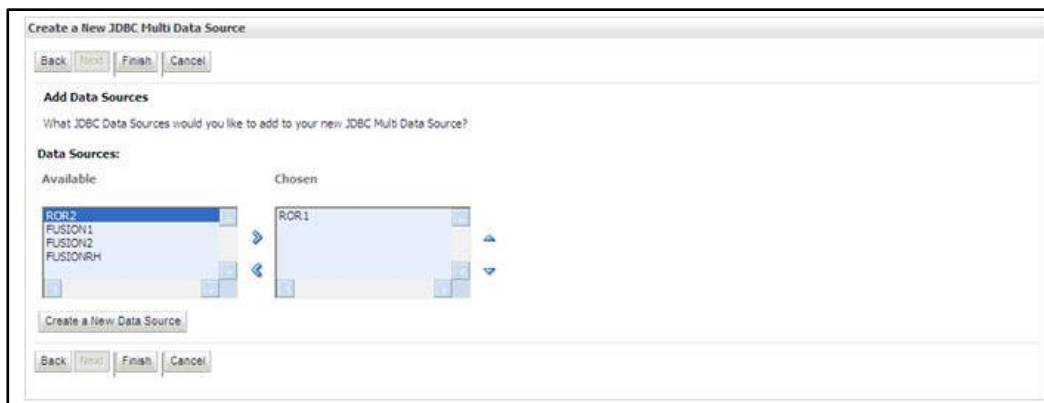 Create a New JDBC Multi Data Source
Back Next Finish Cancel
Add Data Sources
What JDBC Data Sources would you like to add to your new JDBC Multi Data Source?
Data Sources:
Available Chosen
ROR2 ROR1
FUSION1
FUSION2
FUSIONRH
Create a New Data Source
Back Next Finish Cancel